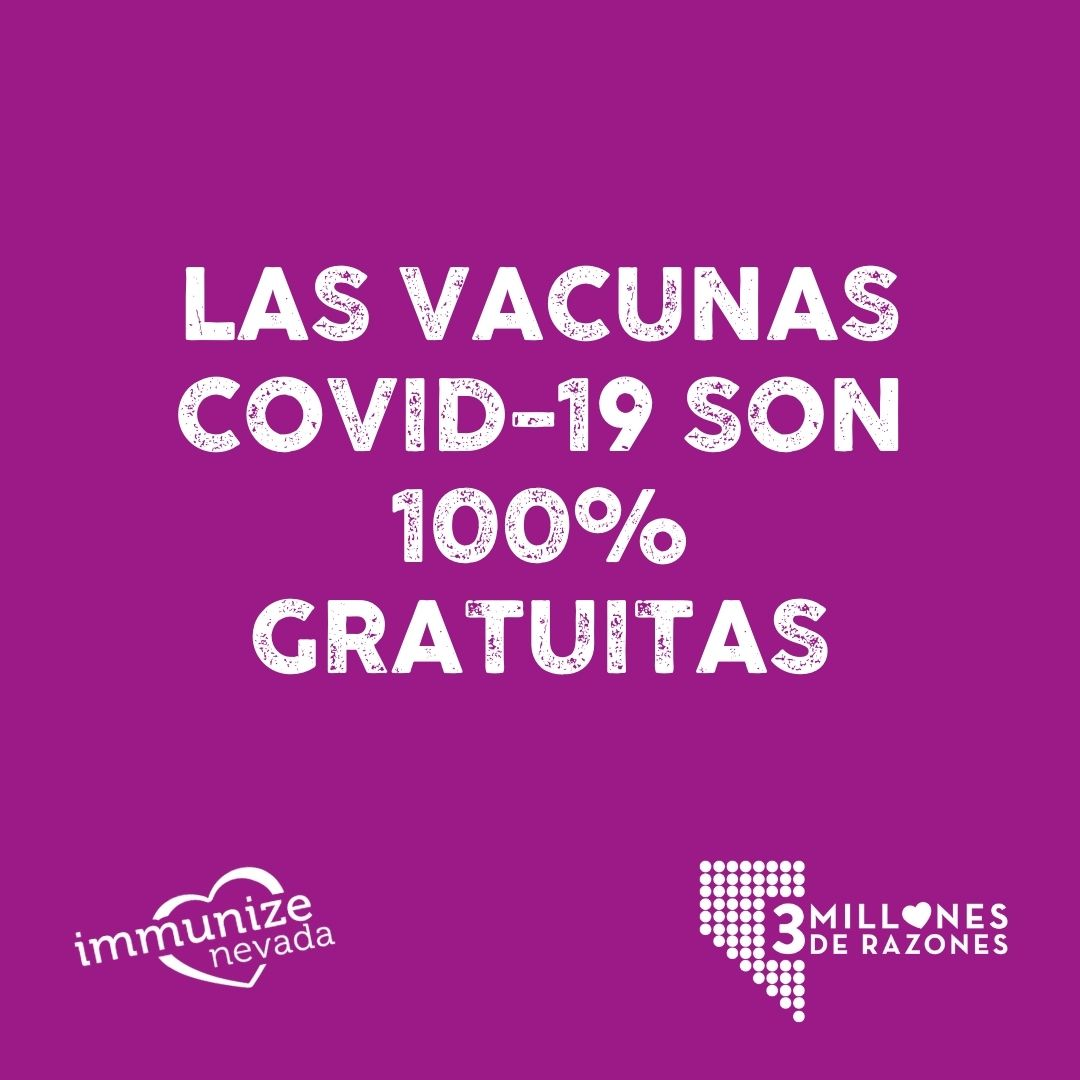 LAS VACUNAS
COVID-19 SON
100%
GRATUITAS
immunize
nevada
3 MILLONES
DE RAZONES